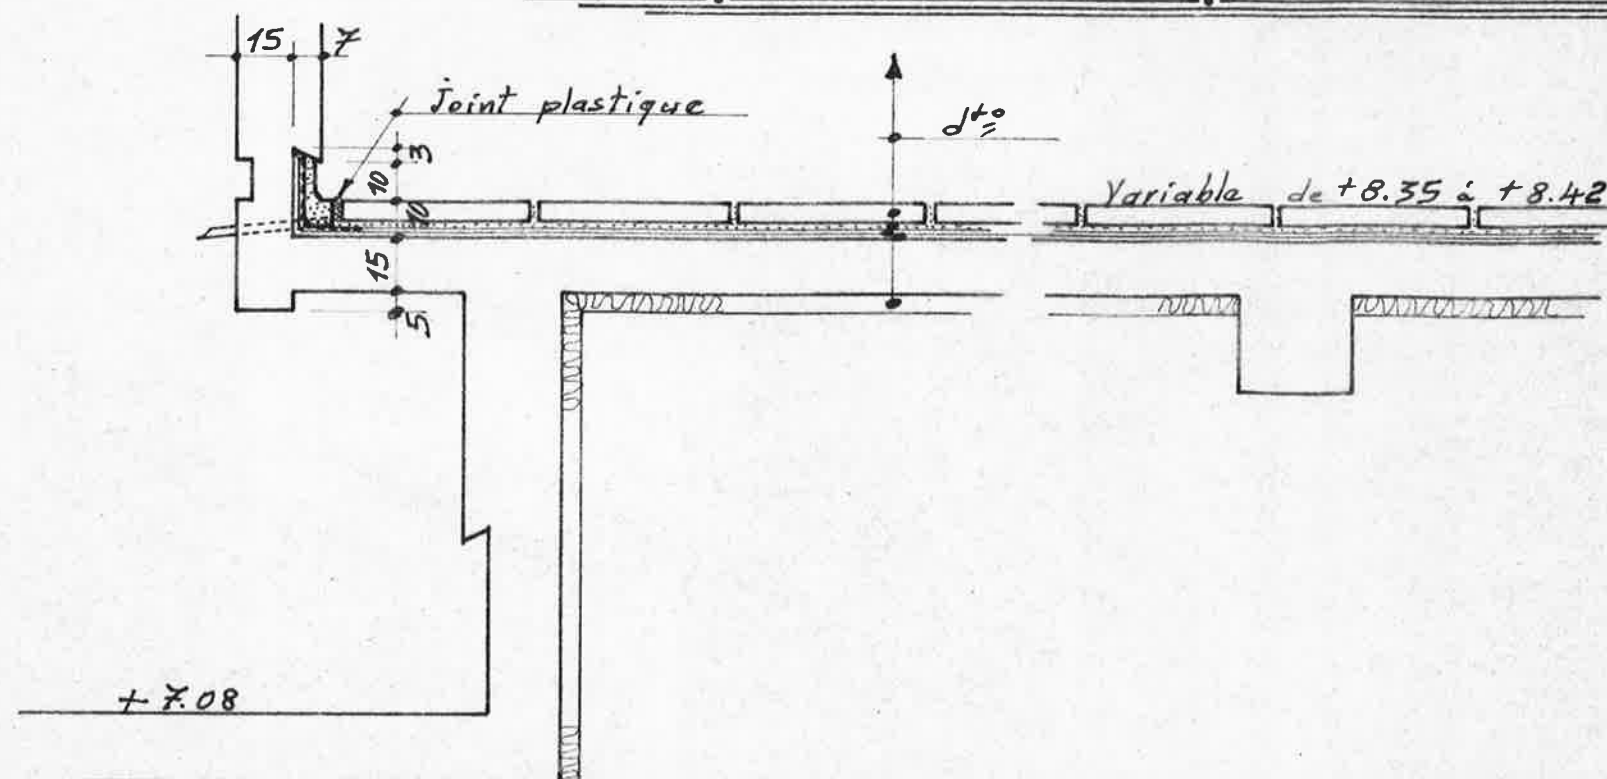 15 7
Joint plastique
dto
3
10
10
Variable de +8.35 à +8.42
15
5
+ 7.08